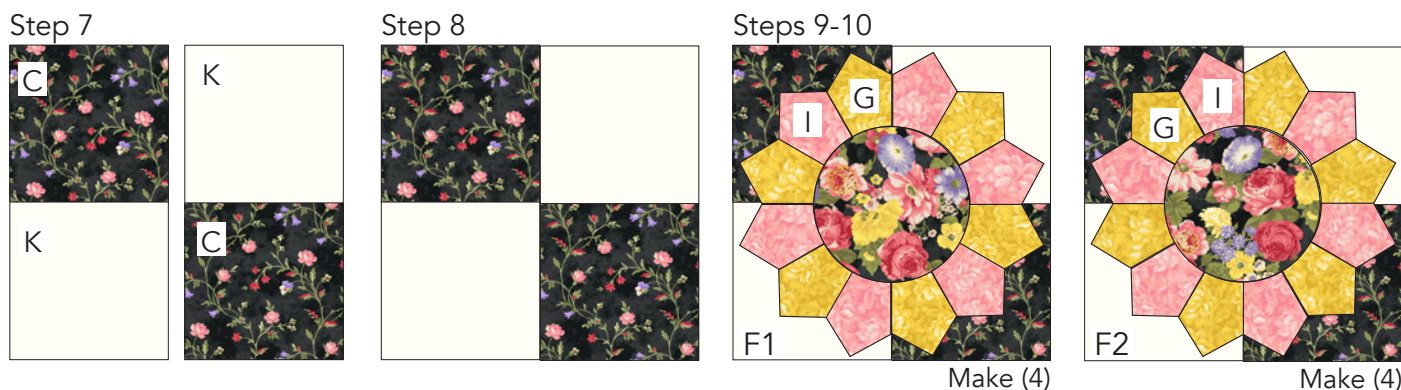 Step 7
C
K
K
C
Step 8
Steps 9-10
G
I
F1
Make (4)
I
G
F2
Make (4)